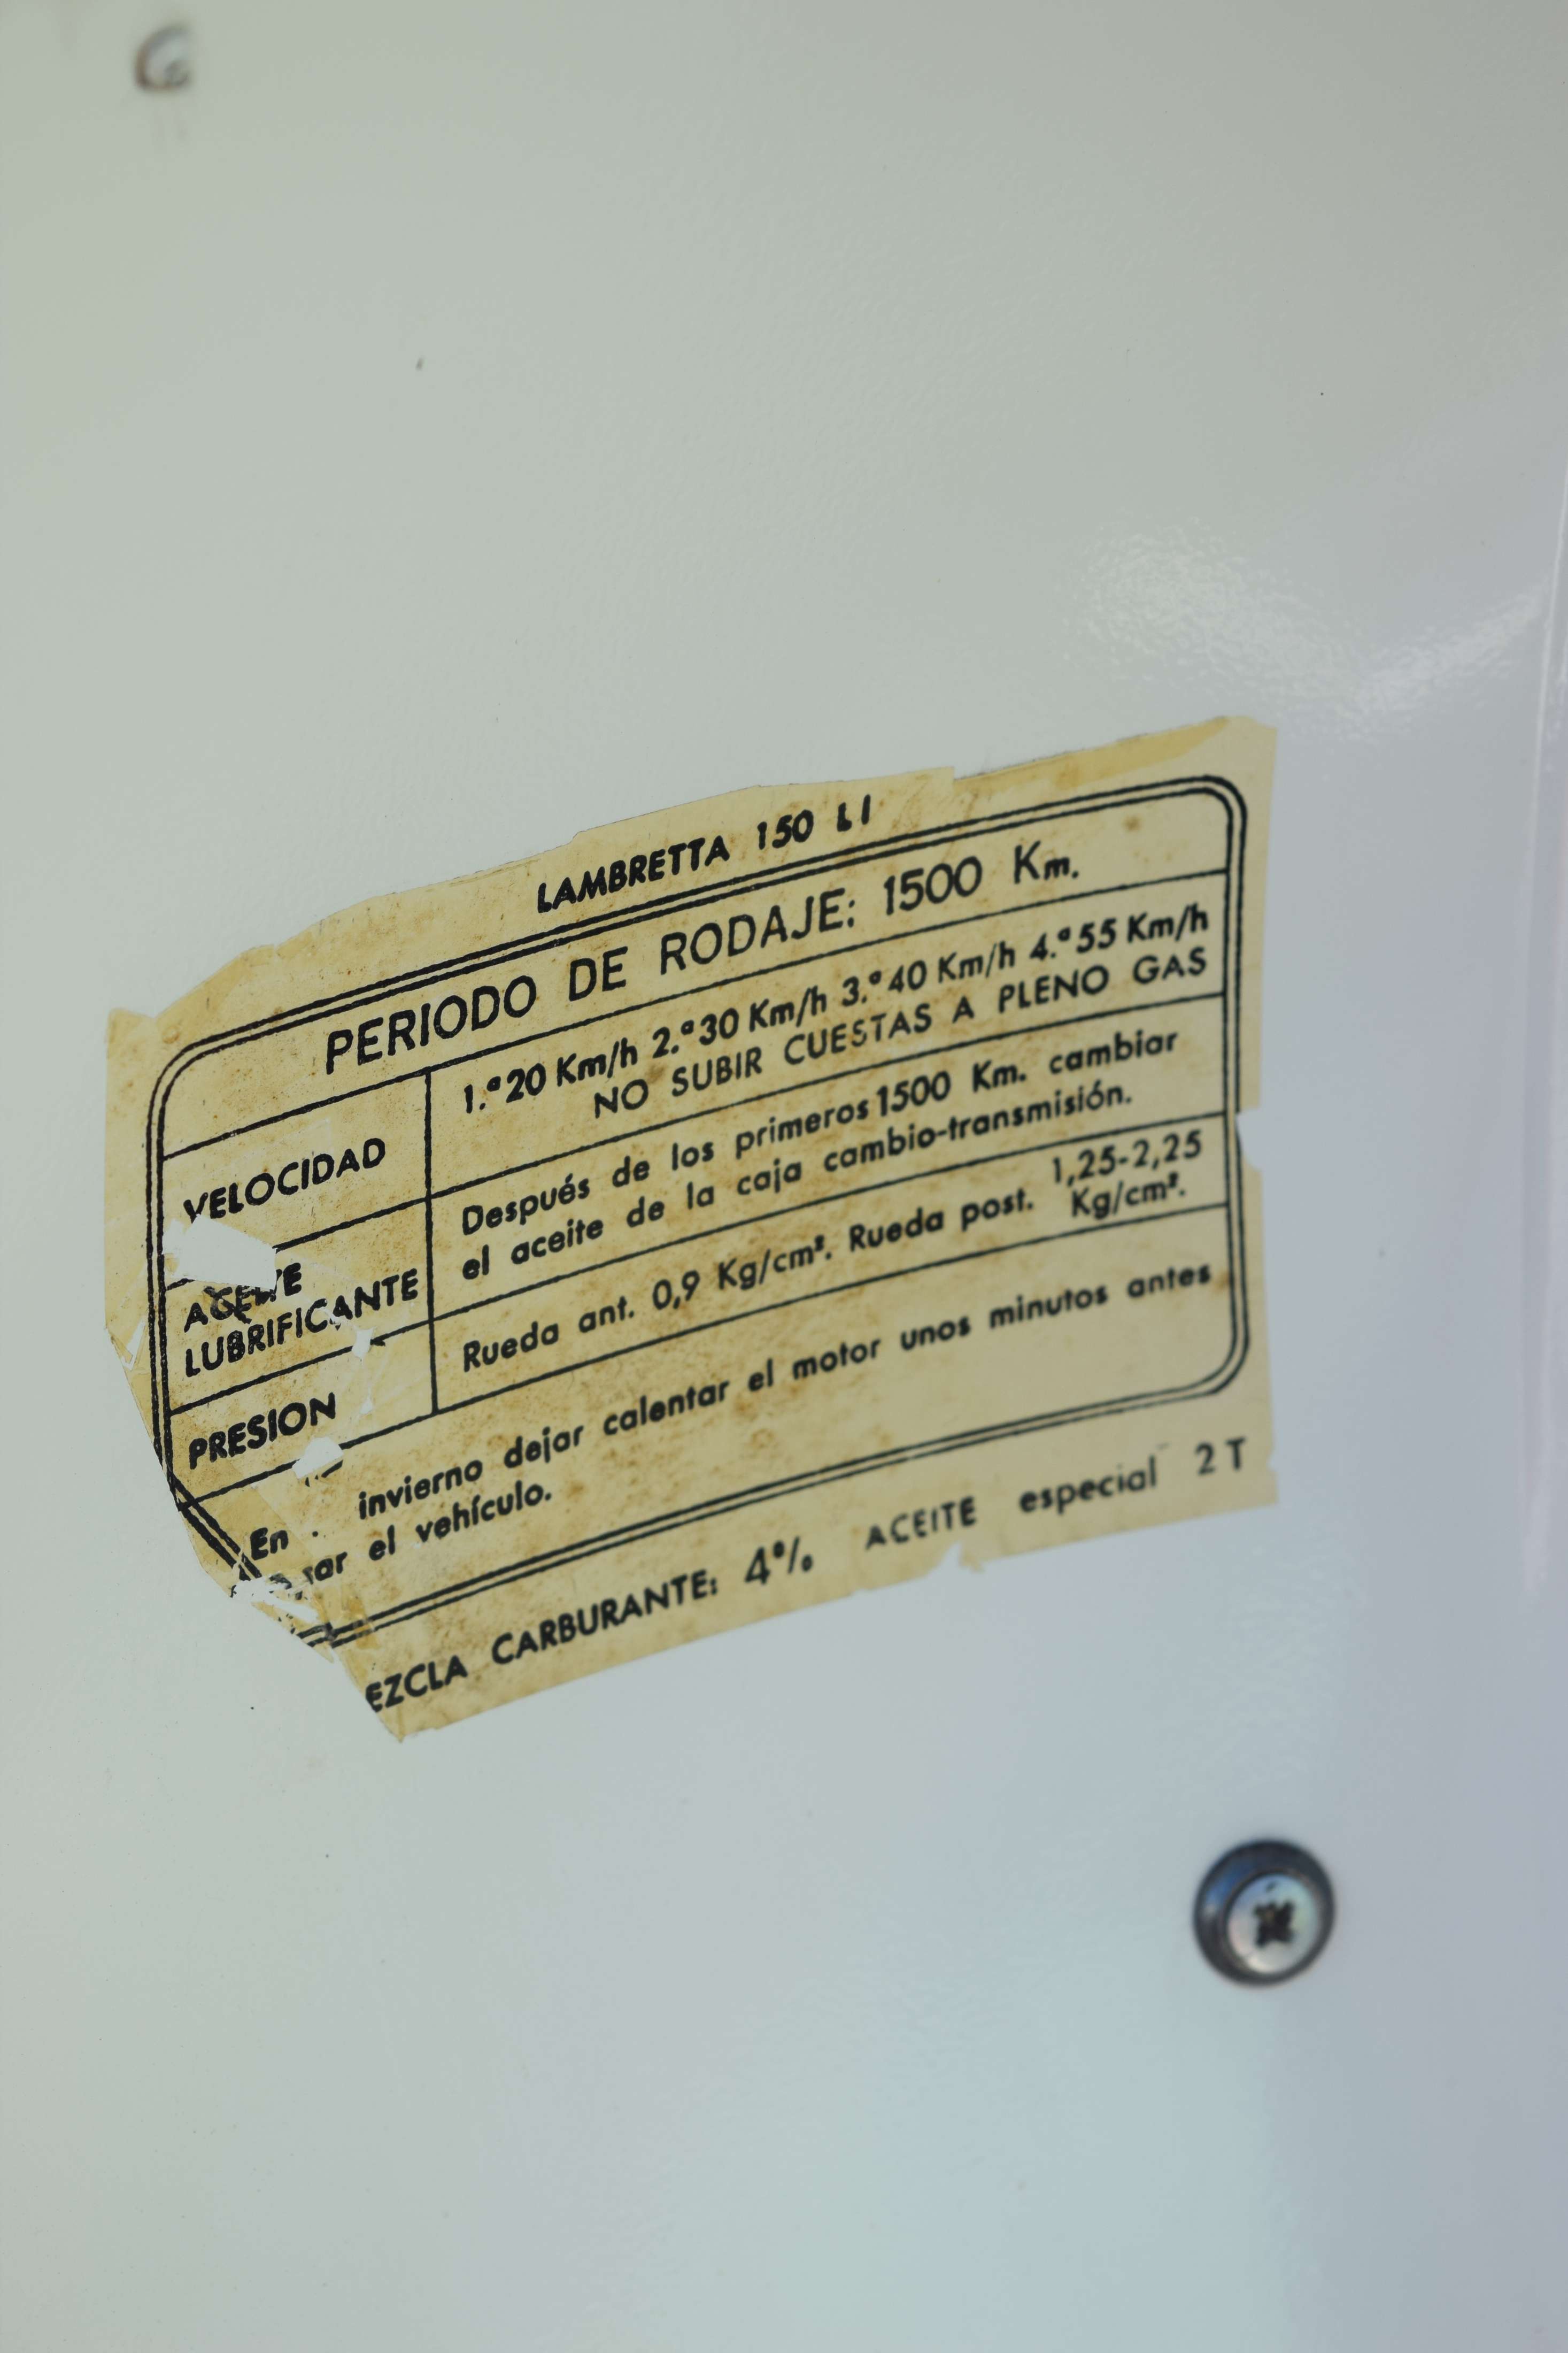 LAMBRETTA 150 LI
PERIODO DE RODAJE: 1500 Km.
VELOCIDAD
1.ª 20 Km/h 2.ª 30 Km/h 3.ª 40 Km/h 4.ª 55 Km/h
NO SUBIR CUESTAS A PLENO GAS
ACEITE
LUBRIFICANTE
Después de los primeros 1500 Km. cambiar
el aceite de la caja cambio-transmisión.
PRESION
Rueda ant. 0,9 Kg/cm². Rueda post. 1,25-2,25
Kg/cm².
En invierno dejar calentar el motor unos minutos antes
el vehículo.
EZCLA CARBURANTE: 4% ACEITE especial 2 T